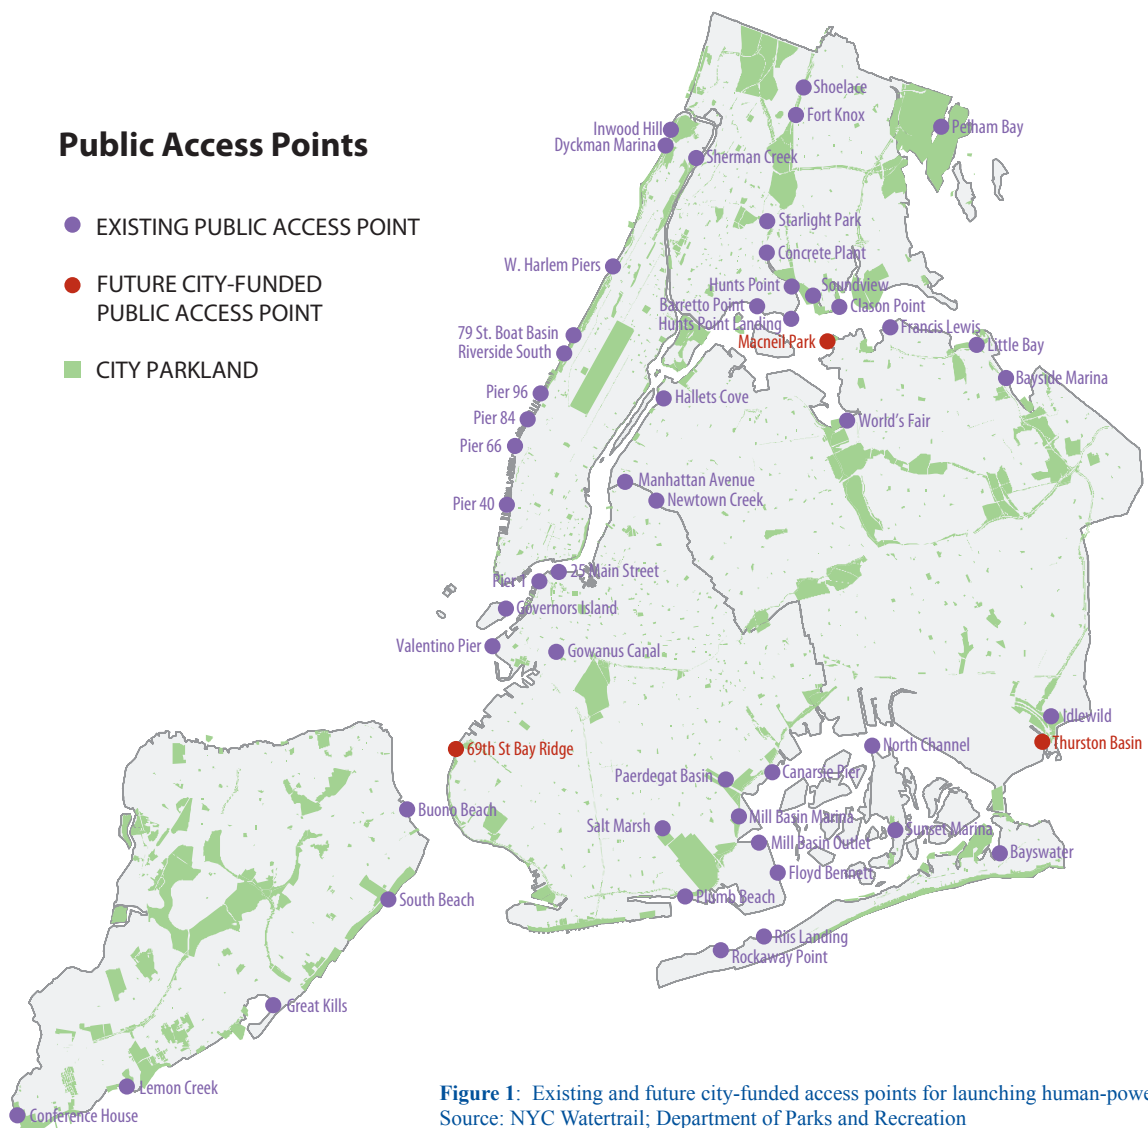 Public Access Points
EXISTING PUBLIC ACCESS POINT
FUTURE CITY-FUNDED
PUBLIC ACCESS POINT
CITY PARKLAND
Shoelace
Fort Knox
Pelham Bay
Inwood Hill
Dyckman Marina
Sherman Creek
Starlight Park
Concrete Plant
W. Harlem Piers
Hunts Point
Soundview
Barretto Point
Clason Point
Hunts Point Landing
Francis Lewis
79 St. Boat Basin
Macneil Park
Little Bay
Riverside South
Bayside Marina
Pier 96
Hallets Cove
Pier 84
World's Fair
Pier 66
Manhattan Avenue
Newtown Creek
Pier 40
25 Main Street
Pier 1
Governors Island
Valentino Pier
Gowanus Canal
Idlewild
69th St Bay Ridge
North Channel
Thurston Basin
Paerdegat Basin
Canarsie Pier
Buono Beach
Mill Basin Marina
Salt Marsh
Sunset Marina
Mill Basin Outlet
Bayswater
Floyd Bennett
South Beach
Plumb Beach
Riis Landing
Rockaway Point
Great Kills
Lemon Creek
Conference House
Figure 1:  Existing and future city-funded access points for launching human-powe
Source: NYC Watertrail; Department of Parks and Recreation